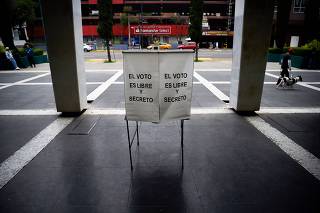 EL VOTO
ES LIBRE
Y
SECRETO
EL VOTO
ES LIBRE
Y
SECRETO